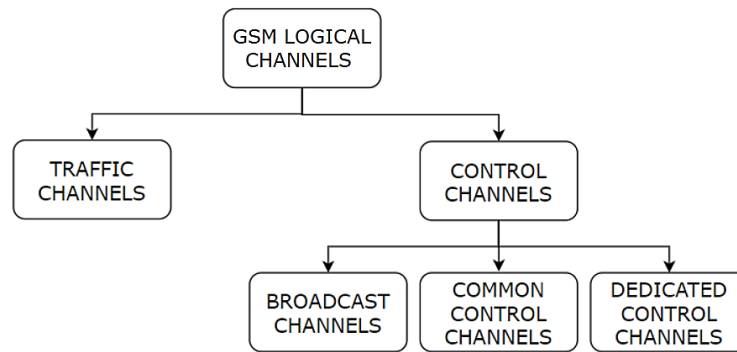 GSM LOGICAL
CHANNELS
TRAFFIC
CHANNELS
CONTROL
CHANNELS
BROADCAST
CHANNELS
COMMON
CONTROL
CHANNELS
DEDICATED
CONTROL
CHANNELS